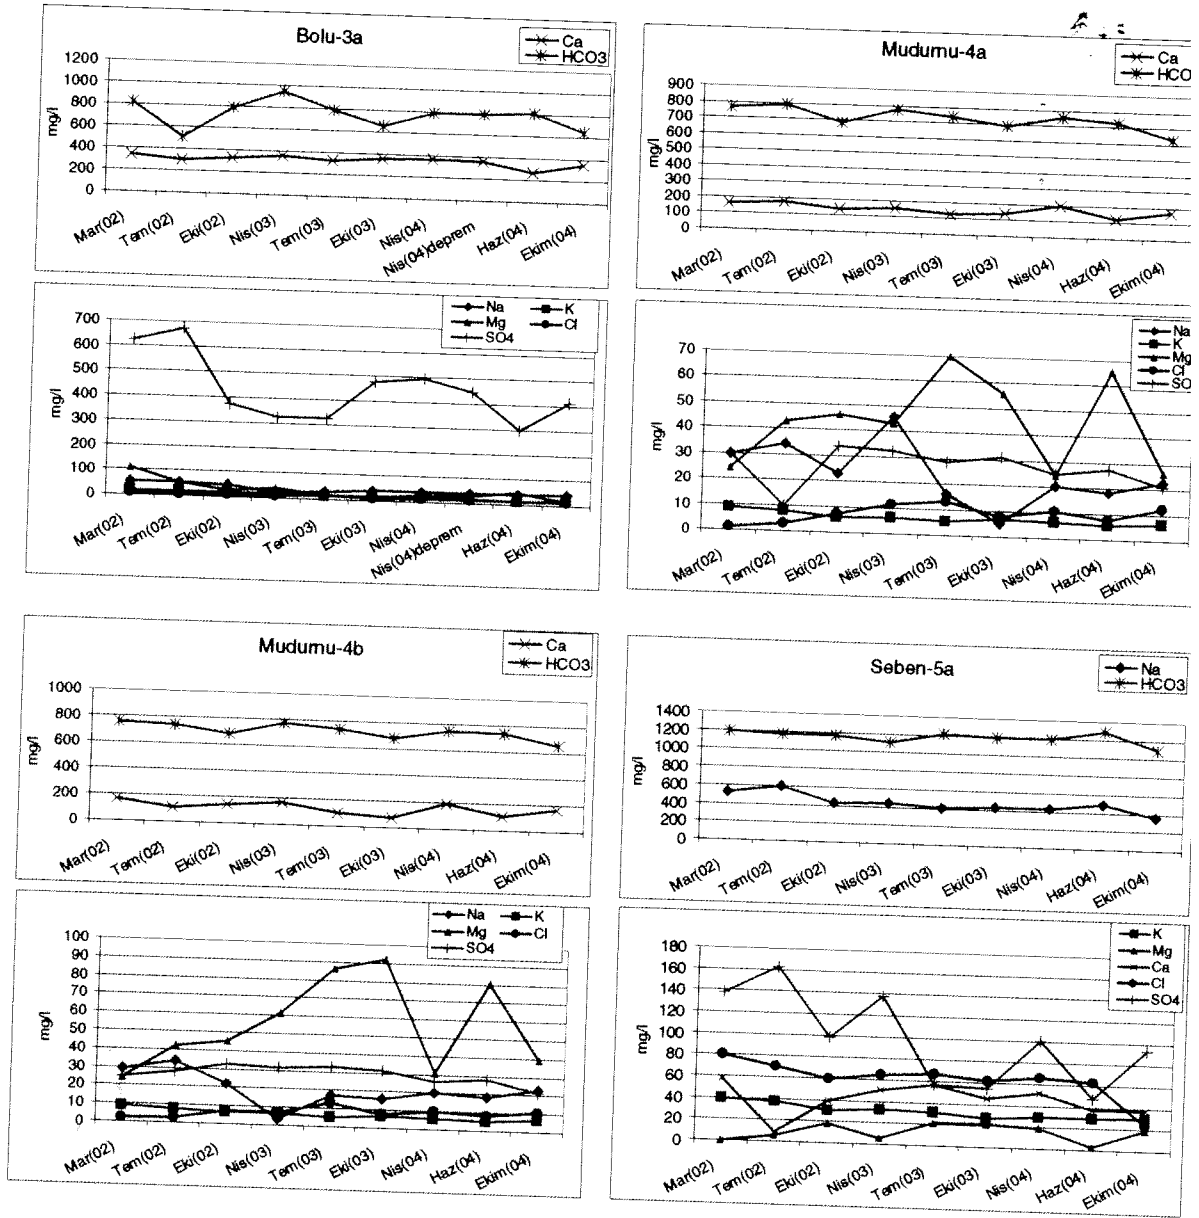 Bolu-3a
Ca
HCO3
1200
1000
800
600
400
200
0
mg/l
Mar(02)
Tem(02)
Eki(02)
Nis(03)
Tem(03)
Eki(03)
Nis(04)
Nis(04)deprem
Haz(04)
Ekim(04)
Na
K
Mg
Cl
SO4
700
600
500
400
300
200
100
0
mg/l
Mar(02)
Tem(02)
Eki(02)
Nis(03)
Tem(03)
Eki(03)
Nis(04)
Nis(04)deprem
Haz(04)
Ekim(04)
Mudurnu-4a
Ca
HCO
900
800
700
600
500
400
300
200
100
0
mg/l
Mar(02)
Tem(02)
Eki(02)
Nis(03)
Tem(03)
Eki(03)
Nis(04)
Haz(04)
Ekim(04)
Na
K
Mg
Cl
SO
70
60
50
40
30
20
10
0
mg/l
Mar(02)
Tem(02)
Eki(02)
Nis(03)
Tem(03)
Eki(03)
Nis(04)
Haz(04)
Ekim(04)
Mudurnu-4b
Ca
HCO3
1000
800
600
400
200
0
mg/l
Mar(02)
Tem(02)
Eki(02)
Nis(03)
Tem(03)
Eki(03)
Nis(04)
Haz(04)
Ekim(04)
Na
K
Mg
Cl
SO4
100
90
80
70
60
50
40
30
20
10
0
mg/l
Mar(02)
Tem(02)
Eki(02)
Nis(03)
Tem(03)
Eki(03)
Nis(04)
Haz(04)
Ekim(04)
Seben-5a
Na
HCO3
1400
1200
1000
800
600
400
200
0
mg/l
Mar(02)
Tem(02)
Eki(02)
Nis(03)
Tem(03)
Eki(03)
Nis(04)
Haz(04)
Ekim(04)
K
Mg
Ca
Cl
SO4
180
160
140
120
100
80
60
40
20
0
mg/l
Mar(02)
Tem(02)
Eki(02)
Nis(03)
Tem(03)
Eki(03)
Nis(04)
Haz(04)
Ekim(04)